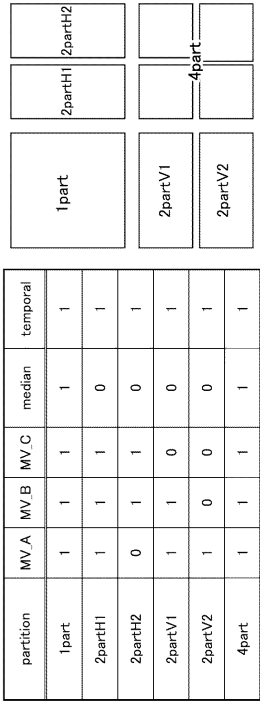 partition MV_A MV_B MV_C median temporal
1part 1 1 1 1 1
2partH1 1 1 1 0 1
2partH2 0 1 1 0 1
2partV1 1 1 0 0 1
2partV2 1 0 0 0 1
4part 1 1 1 1 1
1part
2partH1
2partH2
2partV1
2partV2
4part